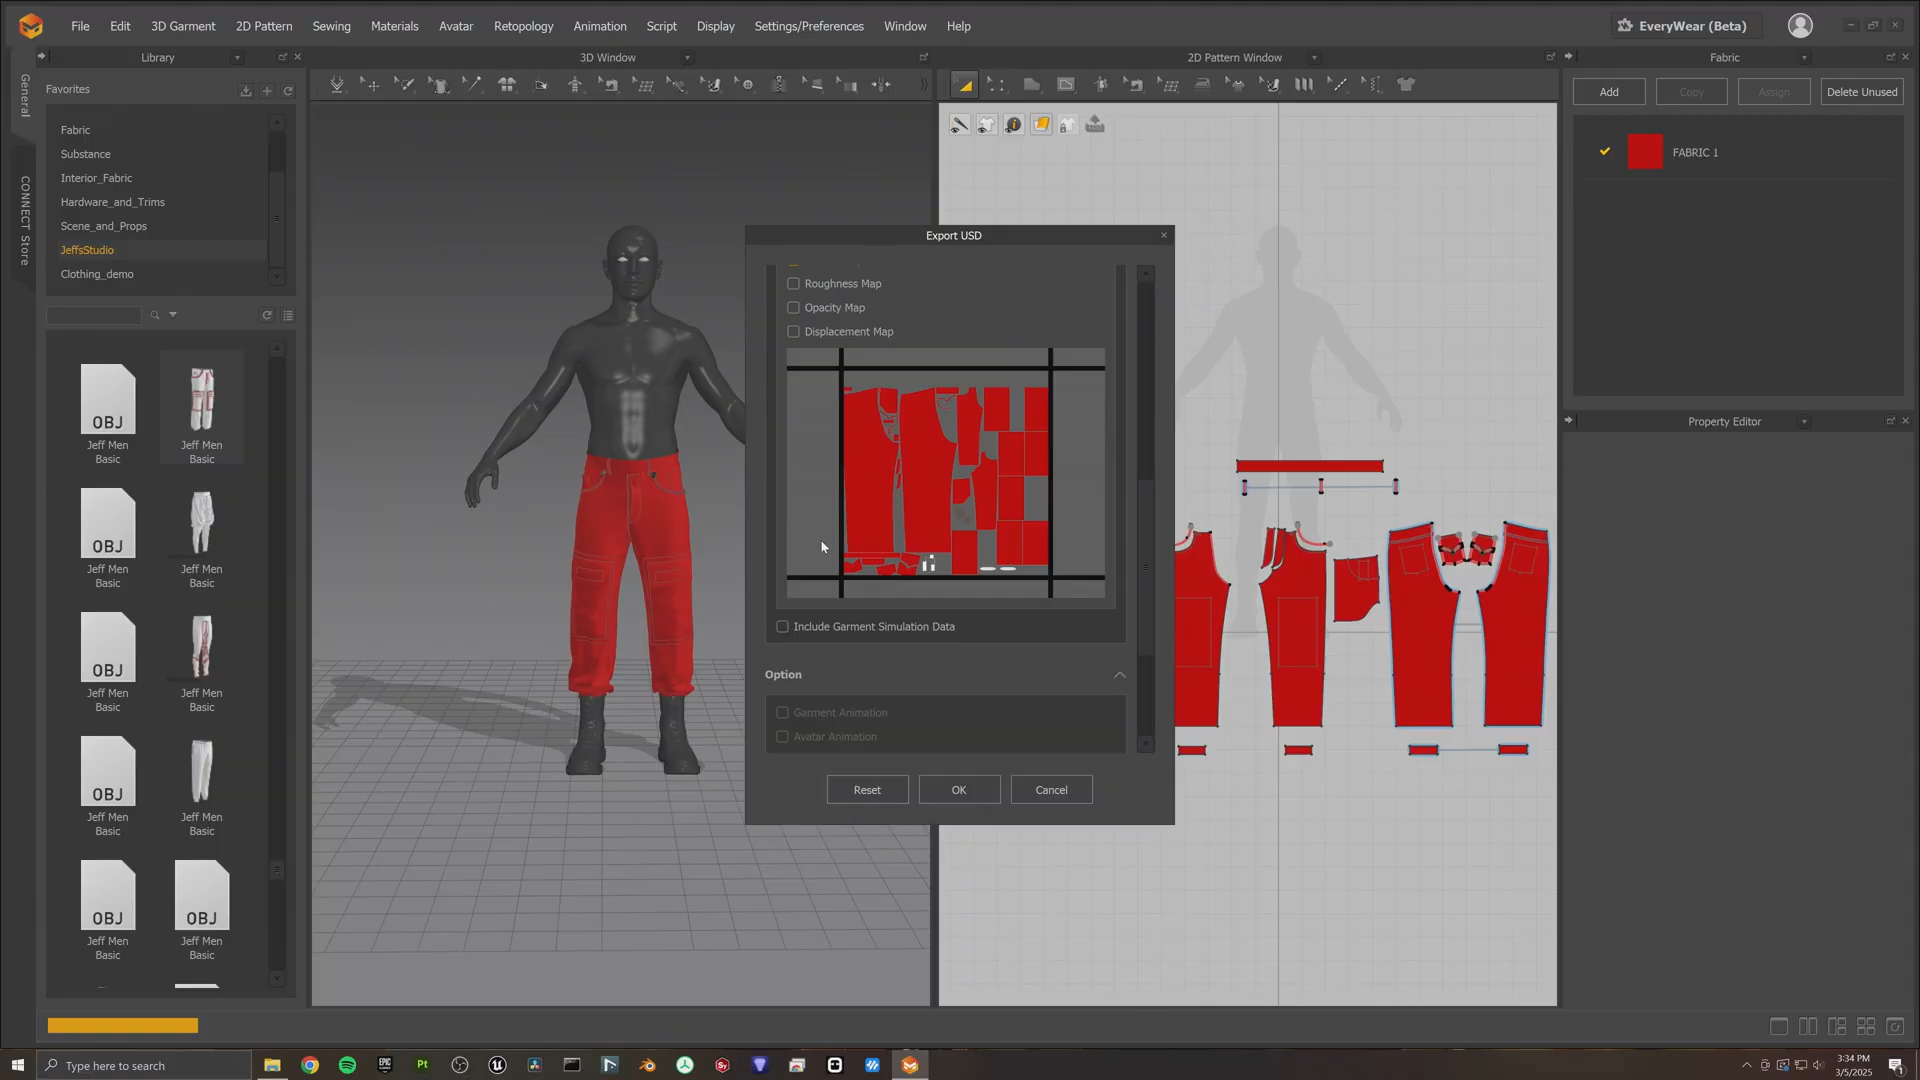 File Edit 3D Garment 2D Pattern Sewing Materials Avatar Retopology Animation Script Display Settings/Preferences Window Help EveryWear (Beta)
Library
3D Window
2D Pattern Window
Fabric
General
CONNECT Store
Favorites
Fabric
Substance
Interior_Fabric
Hardware_and_Trims
Scene_and_Props
JeffsStudio
Clothing_demo
OBJ
Jeff Men
Basic
Jeff Men
Basic
OBJ
Jeff Men
Basic
Jeff Men
Basic
OBJ
Jeff Men
Basic
Jeff Men
Basic
OBJ
Jeff Men
Basic
Jeff Men
Basic
OBJ
Jeff Men
Basic
OBJ
Jeff Men
Basic
Export USD
Roughness Map
Opacity Map
Displacement Map
Include Garment Simulation Data
Option
Garment Animation
Avatar Animation
Reset OK Cancel
Add Copy Assign Delete Unused
FABRIC 1
Property Editor
Type here to search
EPIC
GAMES
Pt
3:34 PM
3/5/2025
1